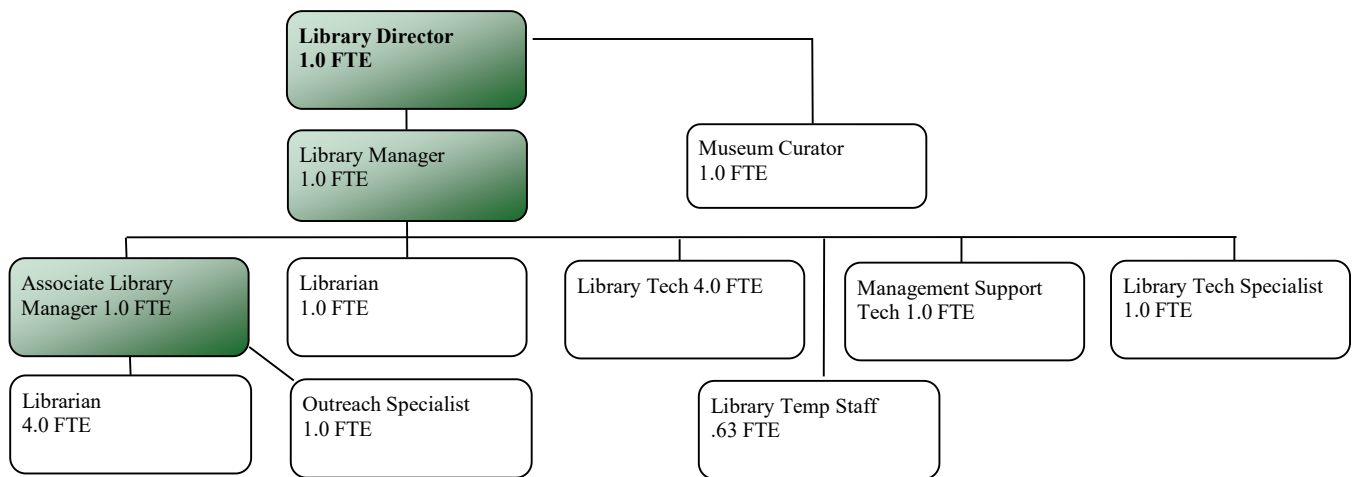 Library Director
1.0 FTE
Library Manager
1.0 FTE
Museum Curator
1.0 FTE
Associate Library
Manager 1.0 FTE
Librarian
1.0 FTE
Library Tech 4.0 FTE
Management Support
Tech 1.0 FTE
Library Tech Specialist
1.0 FTE
Librarian
4.0 FTE
Outreach Specialist
1.0 FTE
Library Temp Staff
.63 FTE